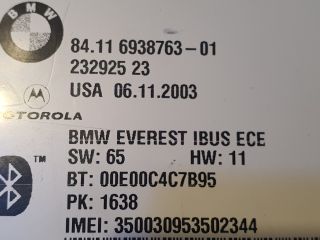 BMW
84.11 6938763-01
232925 23
USA 06.11.2003
OTOROLA
BMW EVEREST IBUS ECE
SW: 65 HW: 11
BT: 00E00C4C7B95
PK: 1638
IMEI: 350030953502344